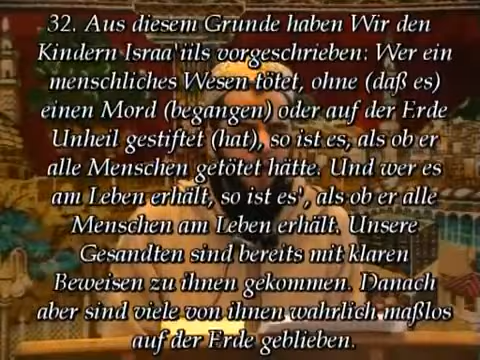 32. Aus diesem Grunde haben Wir den
Kindern Israa'iils vorgeschrieben: Wer ein
menschliches Wesen tötet, ohne (daß es)
einen Mord (begangen) oder auf der Erde
Unheil gestiftet (hat), so ist es, als ob er
alle Menschen getötet hätte. Und wer es
am Leben erhält, so ist es', als ob er alle
Menschen am Leben erhält. Unsere
Gesandten sind bereits mit klaren
Beweisen zu ihnen gekommen. Danach
aber sind viele von ihnen wahrlich maßlos
auf der Erde geblieben.